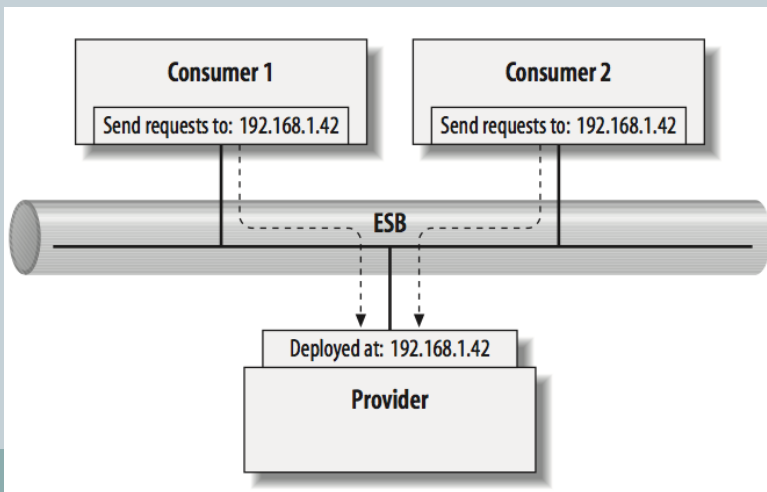 Consumer 1
Send requests to: 192.168.1.42
Consumer 2
Send requests to: 192.168.1.42
ESB
Deployed at: 192.168.1.42
Provider